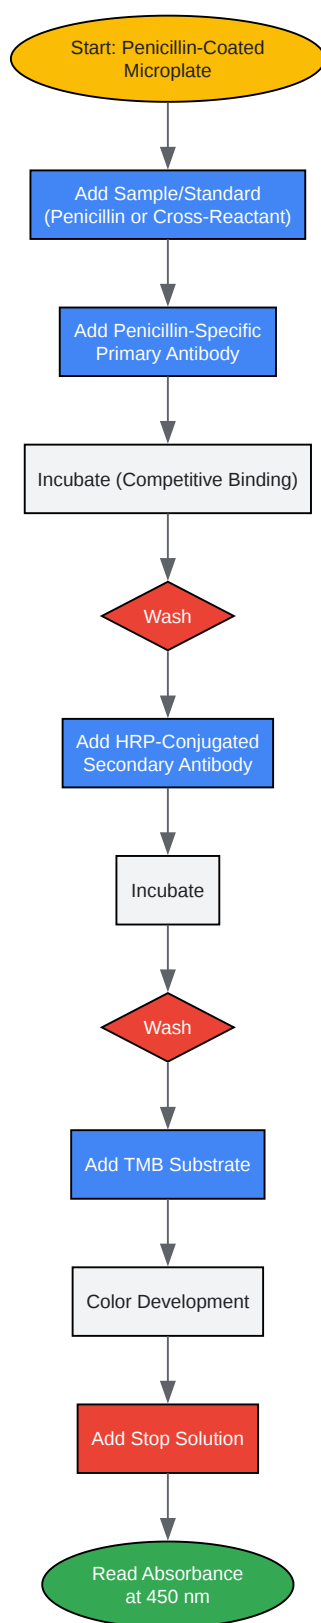 Start: Penicillin-Coated
Microplate
Add Sample/Standard
(Penicillin or Cross-Reactant)
Add Penicillin-Specific
Primary Antibody
Incubate (Competitive Binding)
Wash
Add HRP-Conjugated
Secondary Antibody
Incubate
Wash
Add TMB Substrate
Color Development
Add Stop Solution
Read Absorbance
at 450 nm